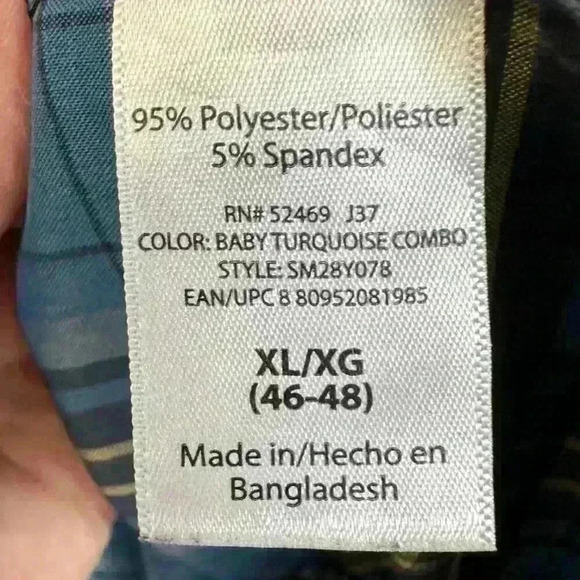 95% Polyester/Poliéster
5% Spandex
RN# 52469 J37
COLOR: BABY TURQUOISE COMBO
STYLE: SM28Y078
EAN/UPC 8 80952081985
XL/XG
(46-48)
Made in/Hecho en
Bangladesh